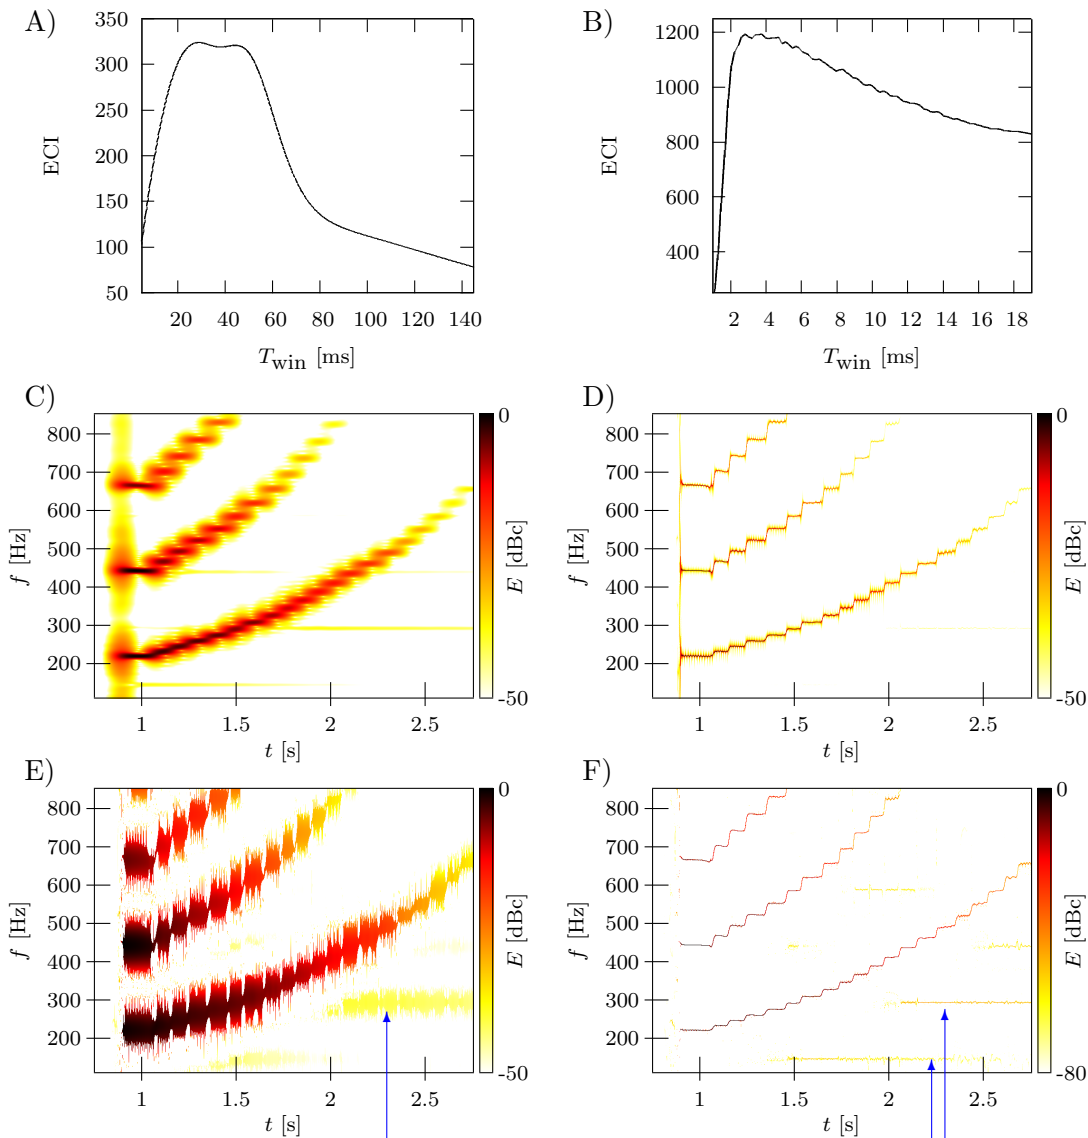 A)
350
300
250
200
150
100
50
ECI
20 40 60 80 100 120 140
T_win [ms]
B)
1200
1000
800
600
400
ECI
2 4 6 8 10 12 14 16 18
T_win [ms]
C)
800
700
600
500
400
300
200
f [Hz]
1 1.5 2 2.5
t [s]
0
-50
E [dBc]
D)
800
700
600
500
400
300
200
f [Hz]
1 1.5 2 2.5
t [s]
0
-50
E [dBc]
E)
800
700
600
500
400
300
200
f [Hz]
1 1.5 2 2.5
t [s]
0
-50
E [dBc]
F)
800
700
600
500
400
300
200
f [Hz]
1 1.5 2 2.5
t [s]
0
-80
E [dBc]